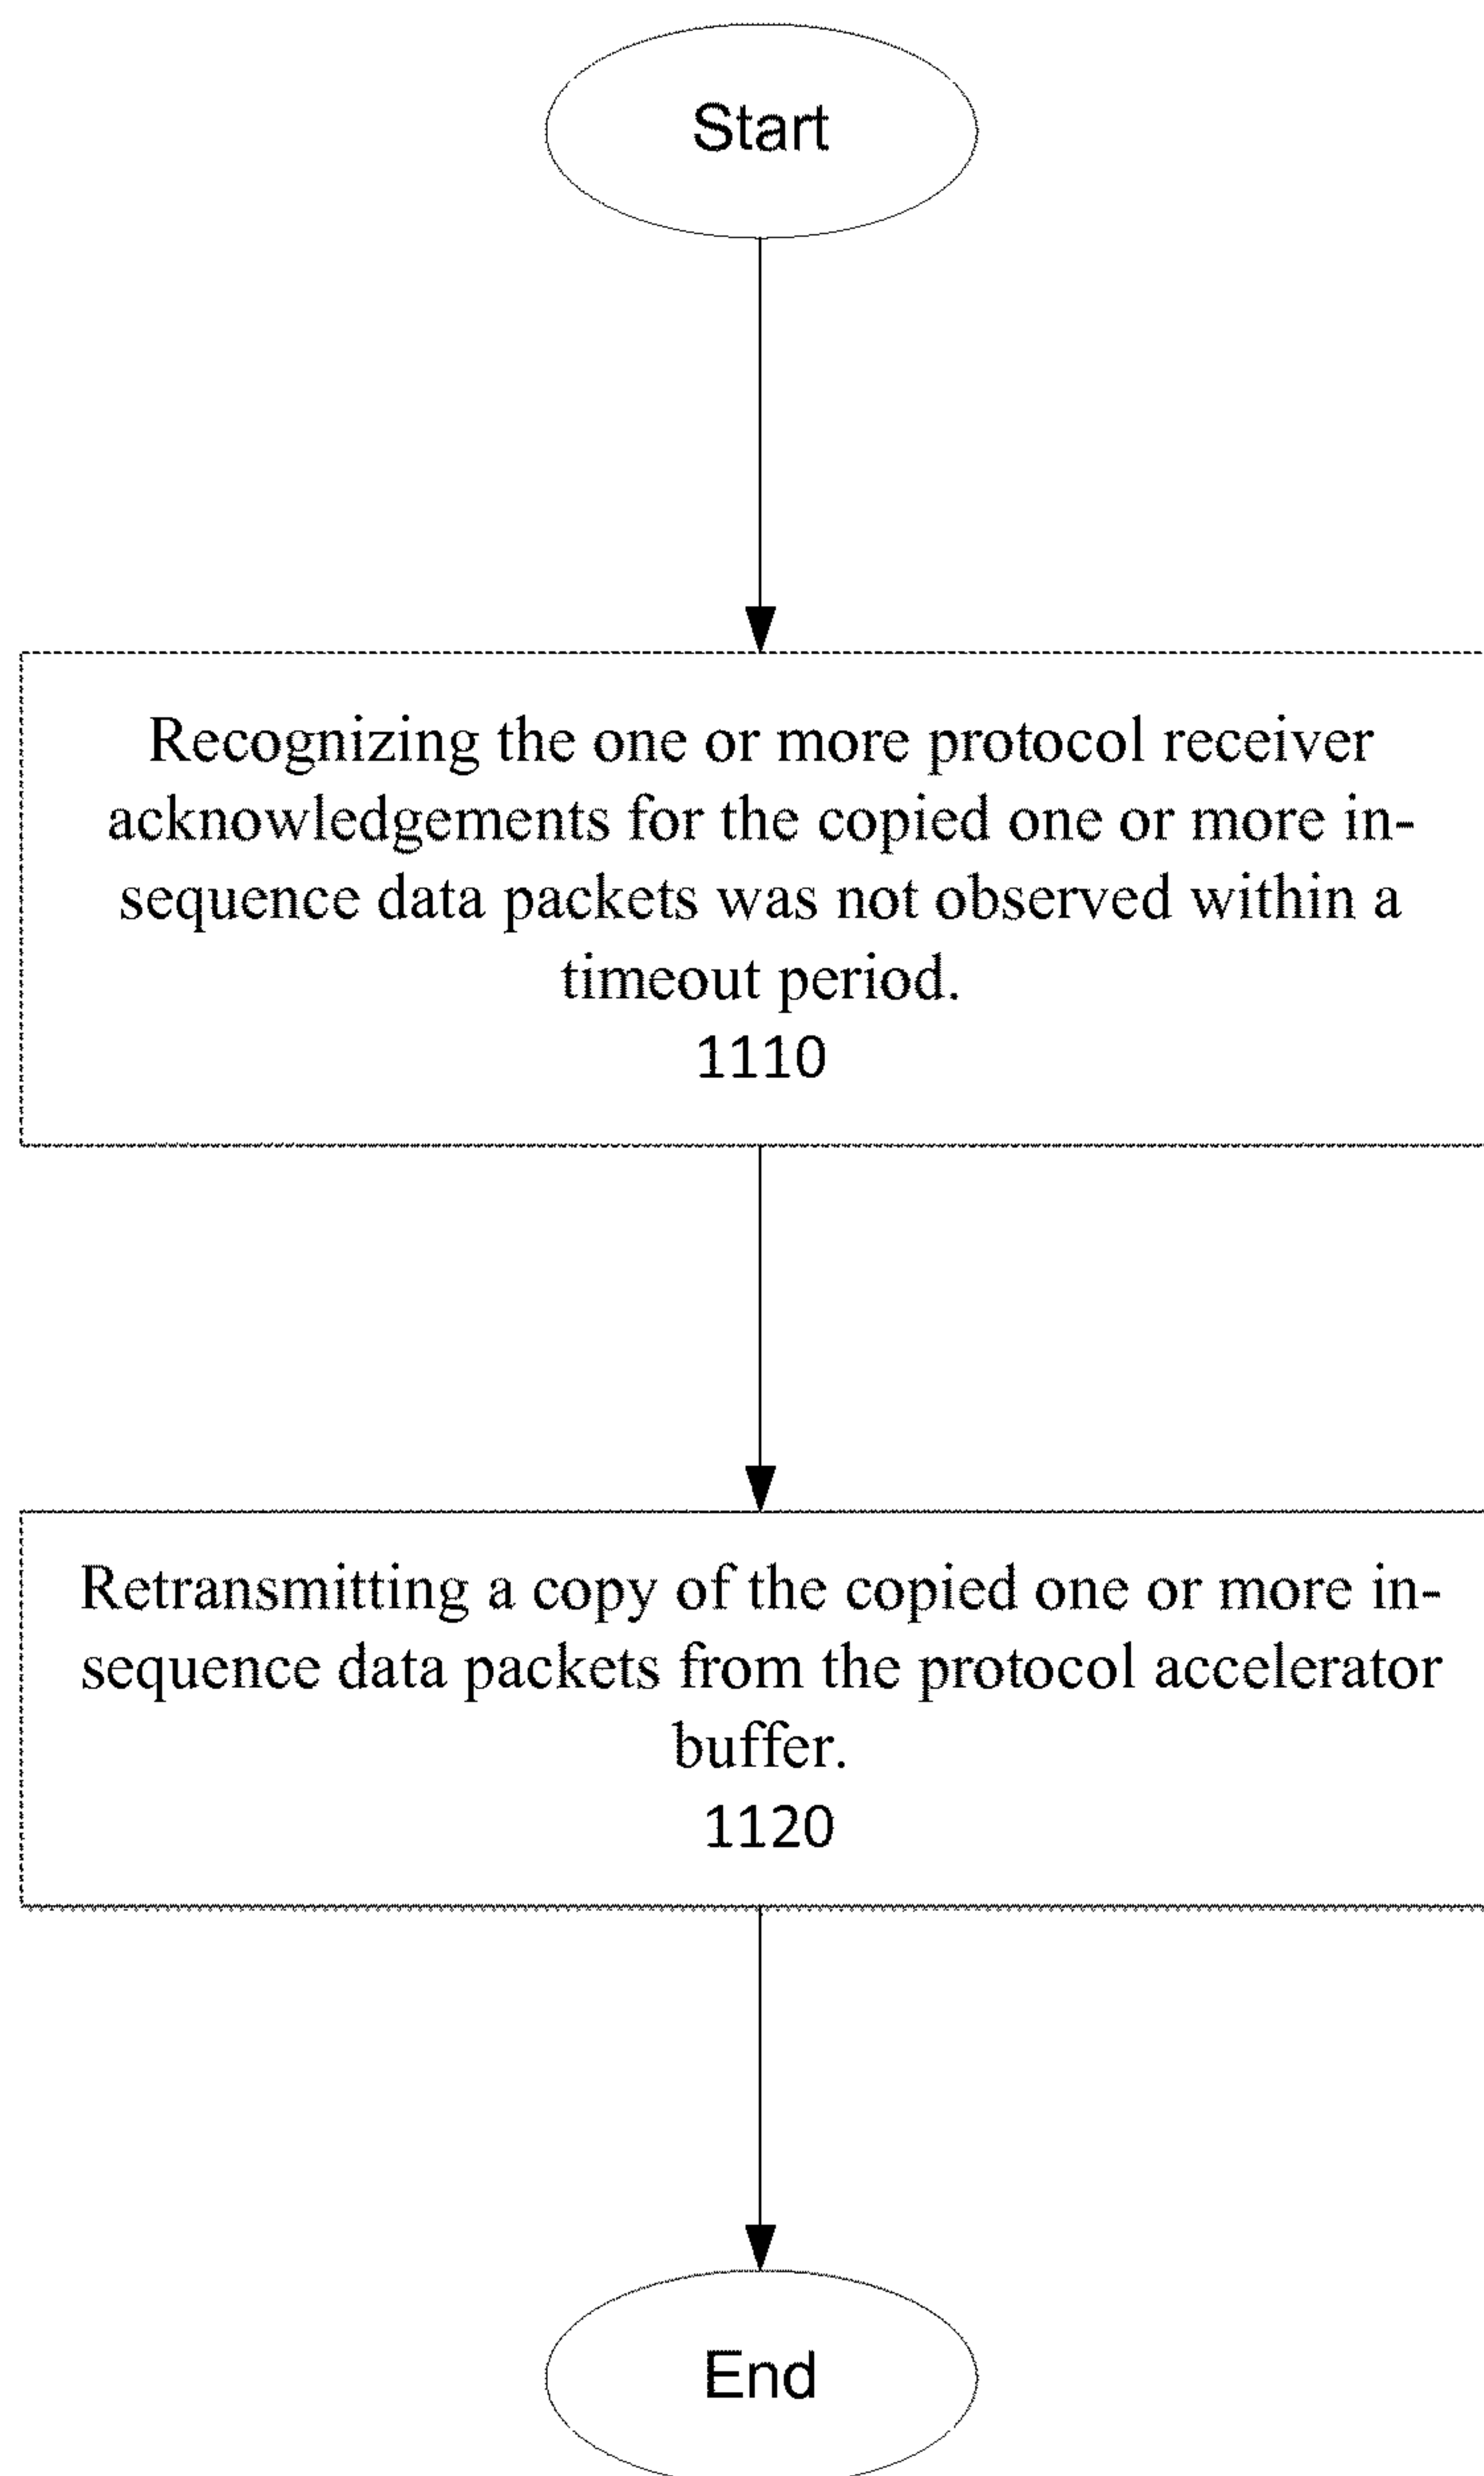 Start
Recognizing the one or more protocol receiver
acknowledgements for the copied one or more in-
sequence data packets was not observed within a
timeout period.
1110
Retransmitting a copy of the copied one or more in-
sequence data packets from the protocol accelerator
buffer.
1120
End